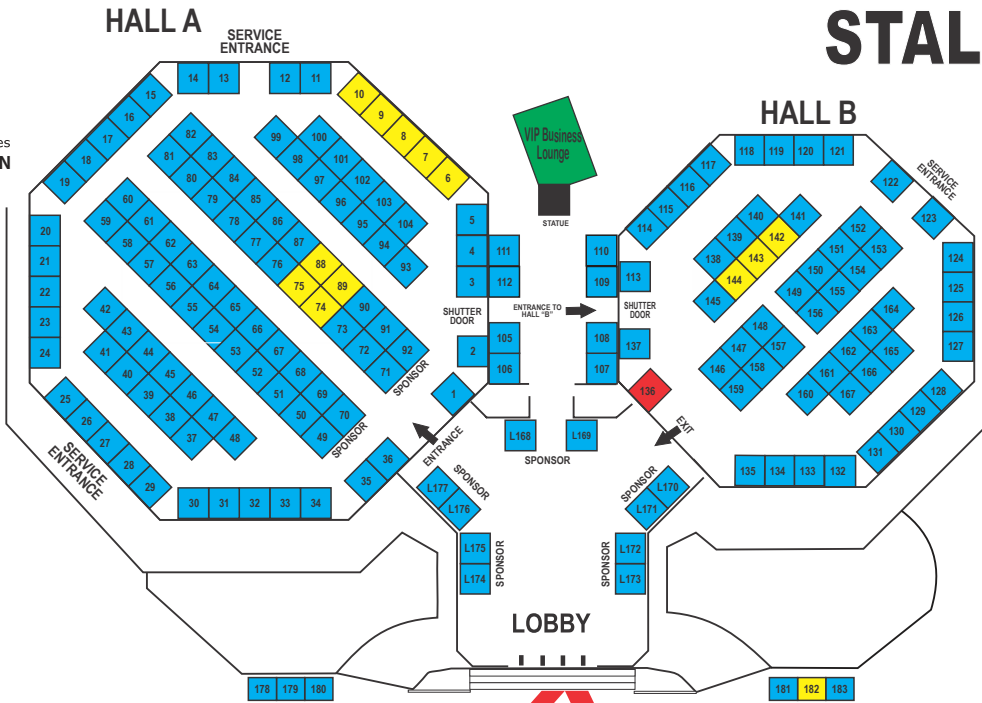 HALL A
STAL
SERVICE
ENTRANCE
es
N
14 13 12 11
15
16
17
18
19
10
9
8
7
6
20
21
22
23
24
82
81 83
80 84
79 85
78 86
77 87
76 88
75 89
74 90
73 91
72 92
71
SPONSOR
99 100
98 101
97 102
96 103
95 104
94
93
60
59 61
58 62
57 63
56 64
55 65
54 66
53 67
52 68
51 69
50 70
49
SPONSOR
42
41 43
40 44
39 45
38 46
37 47
48
5
4
3
SHUTTER
DOOR
2
1
ENTRANCE
25
26
27
28
29
SERVICE
ENTRANCE
30 31 32 33 34
35
36
VIP Business
Lounge
STATUE
111
112
110
109
ENTRANCE TO
HALL "B"
105
106
108
107
HALL B
118 119 120 121
117
116
115
114
122
SERVICE
ENTRANCE
123
124
125
126
127
113
SHUTTER
DOOR
137
136
EXIT
140 141
139 142
138 143
144
145
152
151 153
150 154
149 155
156
148
147 157
146 158
159
164
163 165
162 166
161 167
160
128
129
130
131
135 134 133 132
L168 L169
SPONSOR
L177
L176
SPONSOR
L175
L174
SPONSOR
SPONSOR
L170
L171
L172
L173
SPONSOR
LOBBY
178 179 180
181 182 183